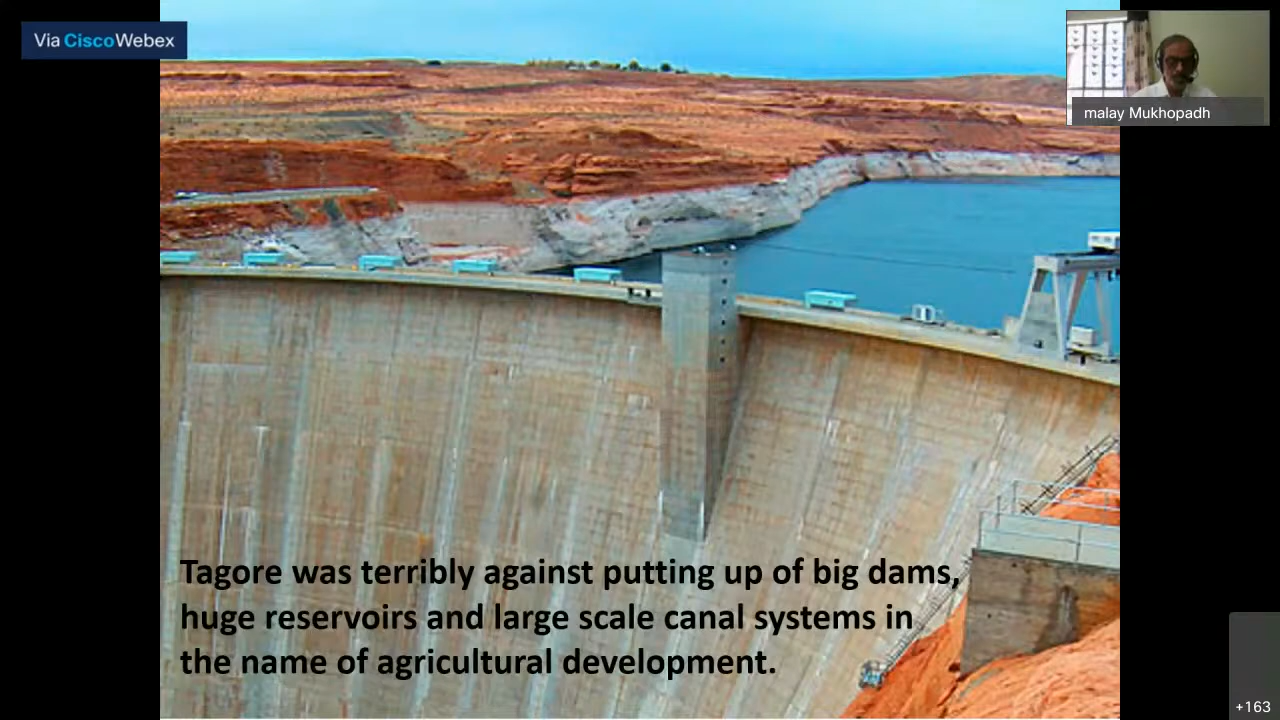 Via CiscoWebex
malay Mukhopadh
Tagore was terribly against putting up of big dams,
huge reservoirs and large scale canal systems in
the name of agricultural development.
+163